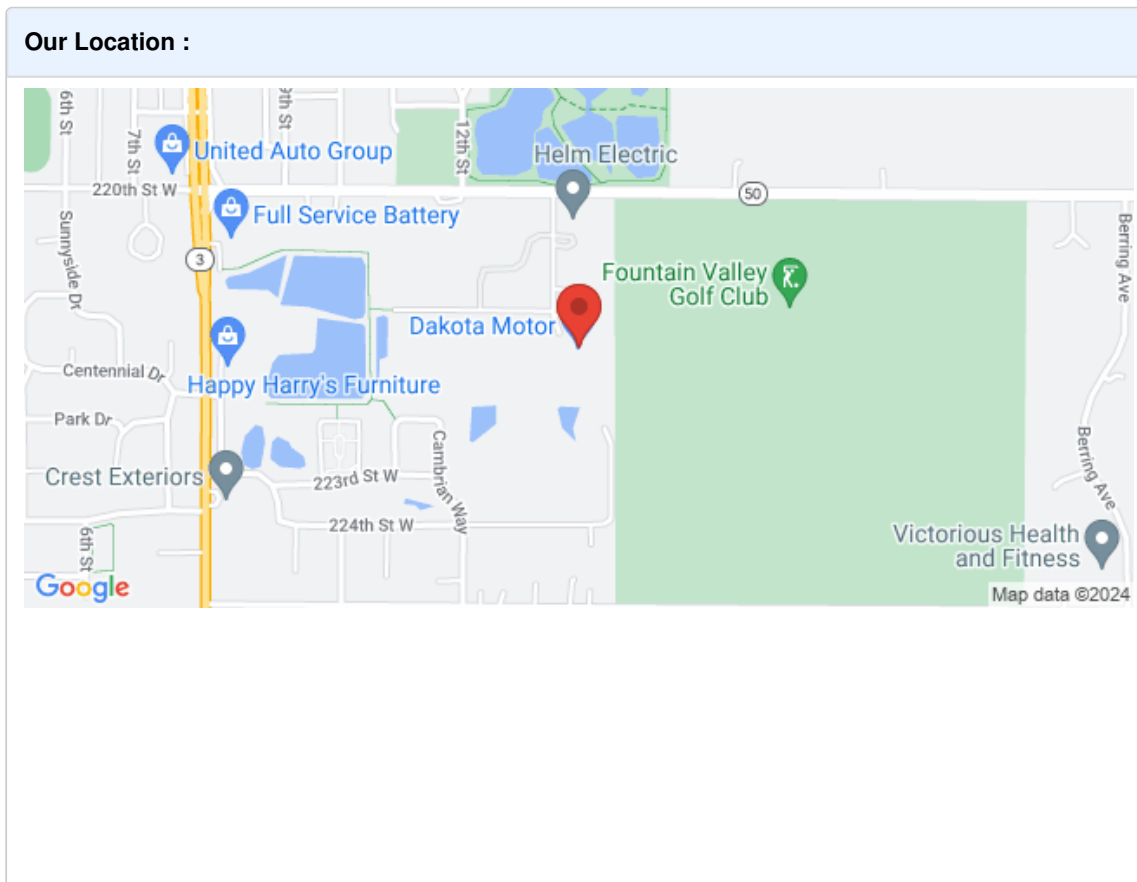 Our Location :
6th St
7th St
9th St
12th St
United Auto Group
Helm Electric
220th St W
50
Full Service Battery
Sunnyside Dr
Berring Ave
3
Fountain Valley
Golf Club
Dakota Motor
Centennial Dr
Happy Harry's Furniture
Park Dr
Cambrian Way
Berring Ave
Crest Exteriors
223rd St W
224th St W
6th St
Victorious Health
and Fitness
Google
Map data ©2024